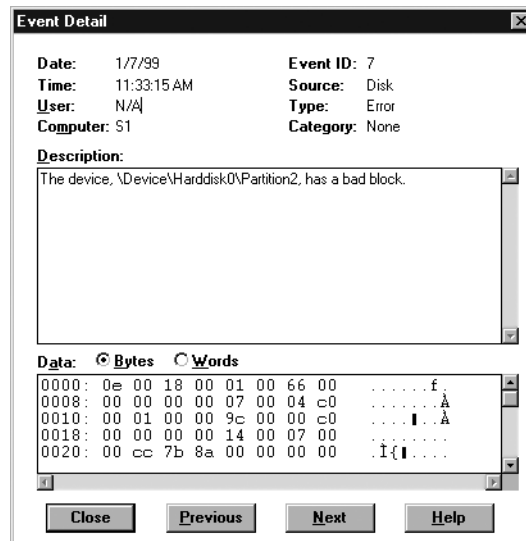 Event Detail
Date: 1/7/99 Event ID: 7
Time: 11:33:15 AM Source: Disk
User: N/A Type: Error
Computer: S1 Category: None
Description:
The device, \Device\Harddisk0\Partition2, has a bad block.
Data: Bytes Words
0000: 0e 00 18 00 01 00 66 00 ......f.
0008: 00 00 00 00 07 00 04 c0 .......À
0010: 00 01 00 00 9c 00 00 c0 ....▮..À
0018: 00 00 00 00 14 00 07 00 ........
0020: 00 cc 7b 8a 00 00 00 00 .Ì{▮....
Close Previous Next Help